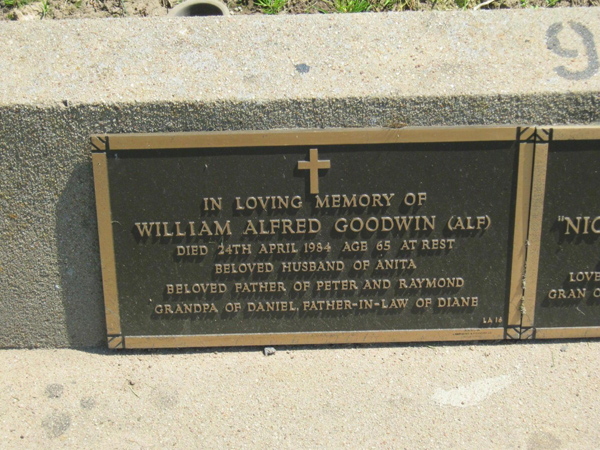 9
IN LOVING MEMORY OF
WILLIAM ALFRED GOODWIN (ALF)
DIED 24TH APRIL 1984 AGE 65 AT REST
BELOVED HUSBAND OF ANITA
BELOVED FATHER OF PETER AND RAYMOND
GRANDPA OF DANIEL, FATHER-IN-LAW OF DIANE
LA 16
"NIC
LOVE
GRAN O